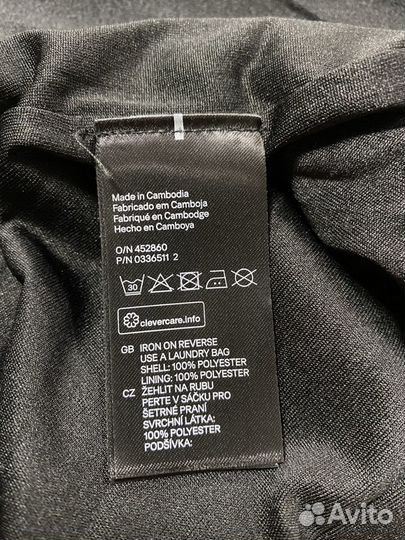 Made in Cambodia
Fabricado em Camboja
Fabriqué en Cambodge
Hecho en Camboya
O/N 452860
P/N 0336511 2
30
clevercare.info
GB IRON ON REVERSE
USE A LAUNDRY BAG
SHELL: 100% POLYESTER
LINING: 100% POLYESTER
CZ ŽEHLIT NA RUBU
PERTE V SÁČKU PRO
ŠETRNÉ PRANÍ
SVRCHNÍ LÁTKA:
100% POLYESTER
PODŠÍVKA:
Avito